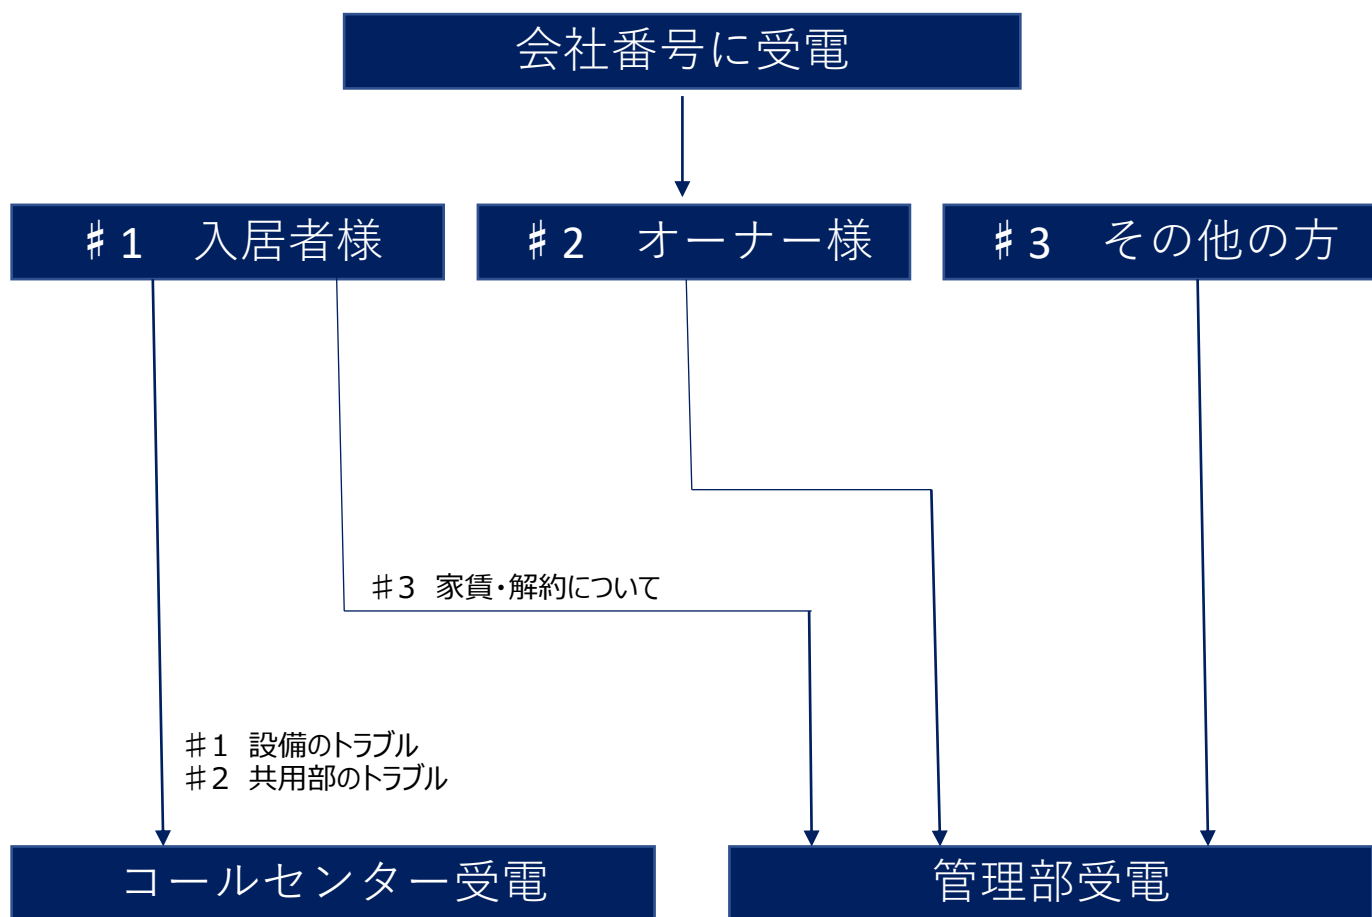 会社番号に受電
♯1　入居者様
♯2　オーナー様
♯3　その他の方
♯3　家賃・解約について
♯1　設備のトラブル
♯2　共用部のトラブル
コールセンター受電
管理部受電